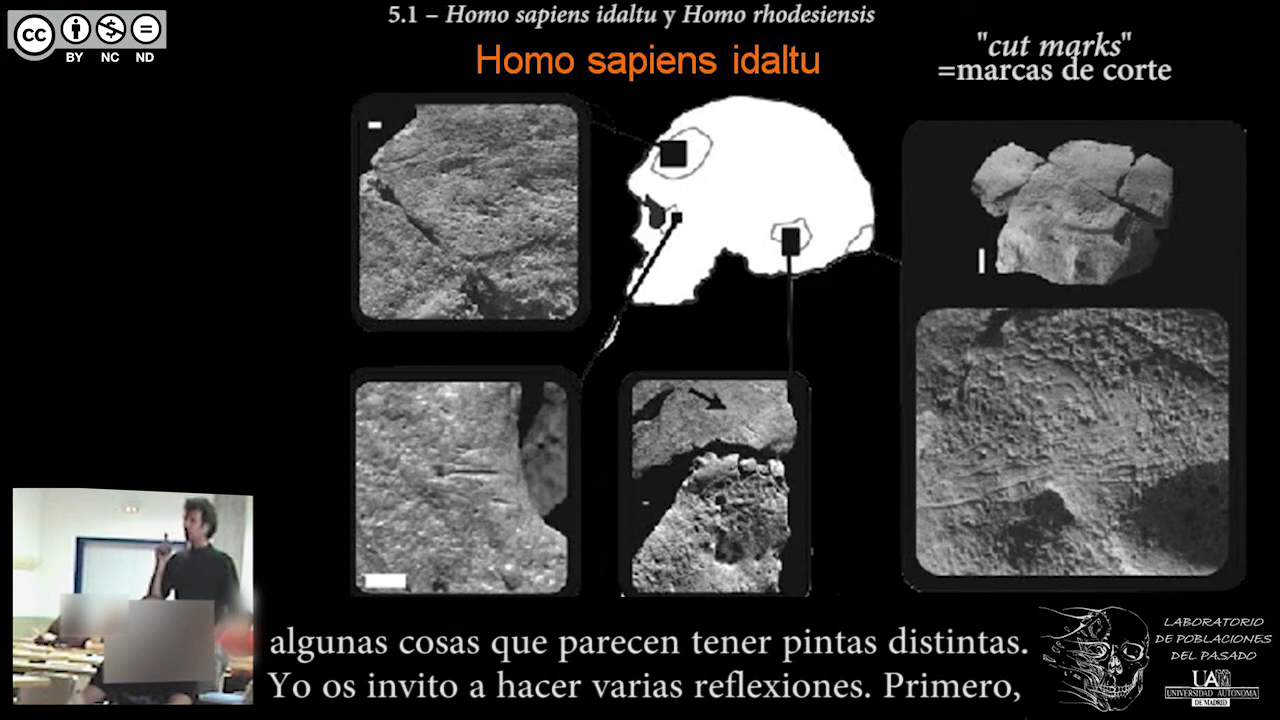 cc
BY NC ND
5.1 – Homo sapiens idaltu y Homo rhodesiensis
Homo sapiens idaltu
"cut marks"
=marcas de corte
algunas cosas que parecen tener pintas distintas.
Yo os invito a hacer varias reflexiones. Primero,
LABORATORIO
DE POBLACIONES
DEL PASADO
UAM
UNIVERSIDAD AUTONOMA
DE MADRID